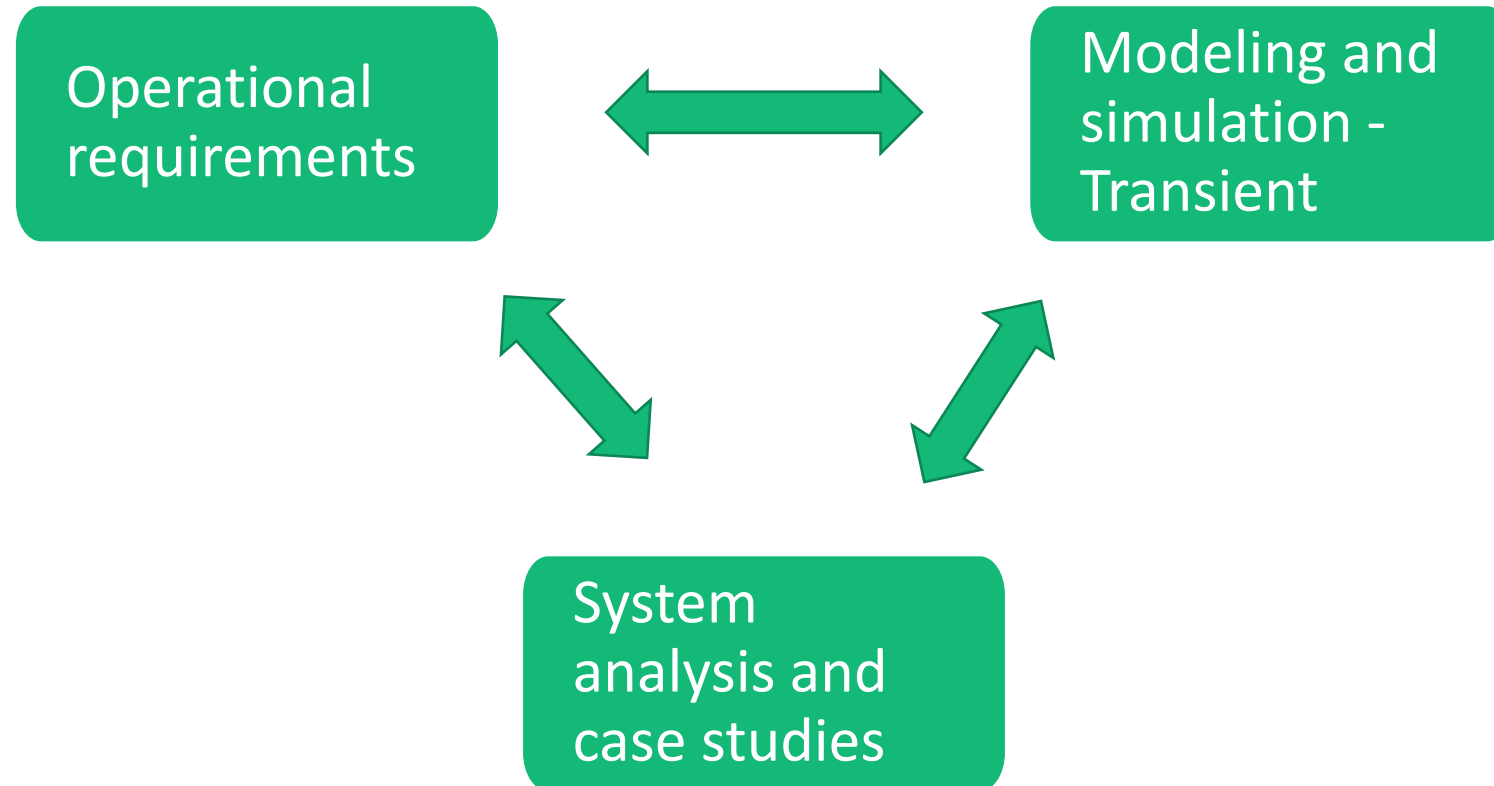 Operational
requirements
Modeling and
simulation -
Transient
System
analysis and
case studies